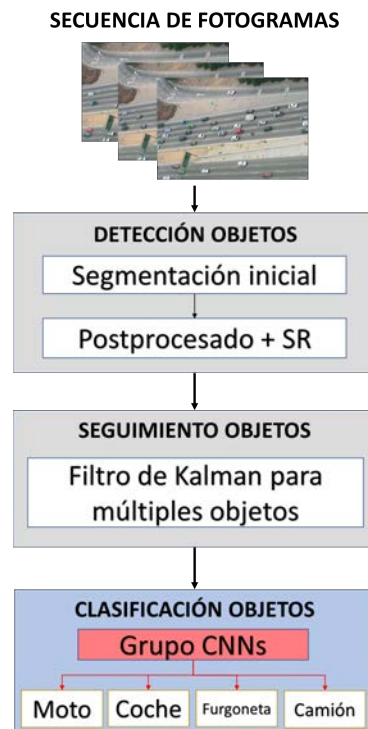 SECUENCIA DE FOTOGRAMAS
DETECCIÓN OBJETOS
Segmentación inicial
Postprocesado + SR
SEGUIMIENTO OBJETOS
Filtro de Kalman para
múltiples objetos
CLASIFICACIÓN OBJETOS
Grupo CNNs
Moto Coche Furgoneta Camión